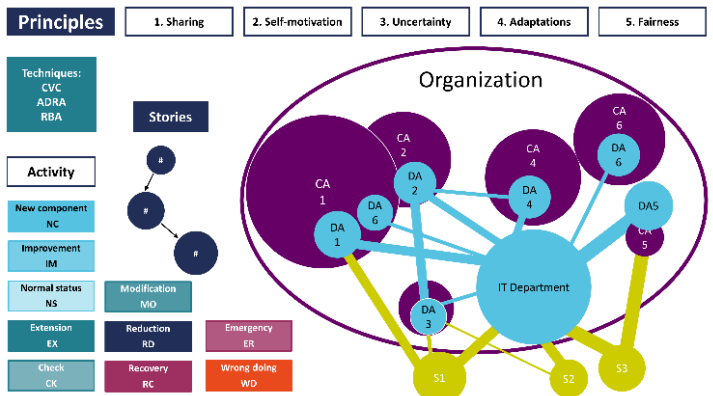 Principles
1. Sharing
2. Self-motivation
3. Uncertainty
4. Adaptations
5. Fairness
Techniques:
CVC
ADRA
RBA
Stories
#
#
#
Activity
New component
NC
Improvement
IM
Normal status
NS
Modification
MO
Extension
EX
Reduction
RD
Emergency
ER
Check
CK
Recovery
RC
Wrong doing
WD
Organization
CA
1
CA
2
CA
4
CA
6
DA
6
DA
2
DA
4
DA
6
DA5
CA
5
DA
1
IT Department
DA
3
S1
S2
S3